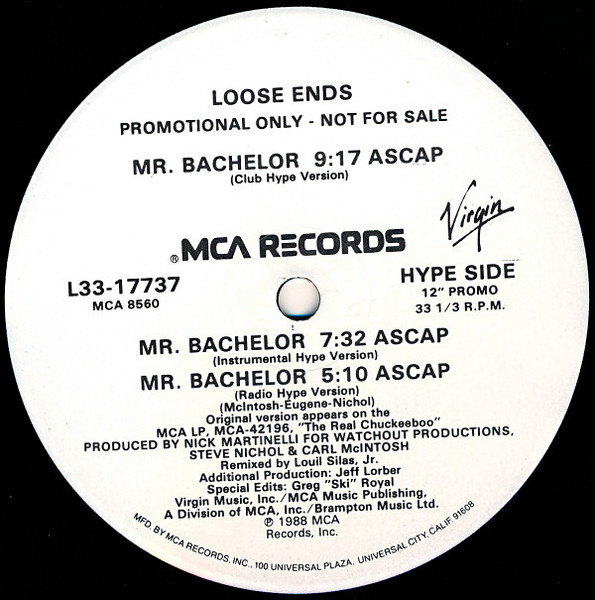 LOOSE ENDS
PROMOTIONAL ONLY - NOT FOR SALE
MR. BACHELOR 9:17 ASCAP
(Club Hype Version)
Virgin
® MCA RECORDS
L33-17737
MCA 8560
HYPE SIDE
12" PROMO
33 1/3 R.P.M.
MR. BACHELOR 7:32 ASCAP
(Instrumental Hype Version)
MR. BACHELOR 5:10 ASCAP
(Radio Hype Version)
(McIntosh-Eugene-Nichol)
Original version appears on the
MCA LP, MCA-42196, "The Real Chuckeeboo"
PRODUCED BY NICK MARTINELLI FOR WATCHOUT PRODUCTIONS,
STEVE NICHOL & CARL McINTOSH
Remixed by Louil Silas, Jr.
Additional Production: Jeff Lorber
Special Edits: Greg "Ski" Royal
Virgin Music, Inc./MCA Music Publishing,
A Division of MCA, Inc./Brampton Music Ltd.
℗ 1988 MCA
Records, Inc.
MFD. BY MCA RECORDS, INC., 100 UNIVERSAL PLAZA, UNIVERSAL CITY, CALIF. 91608